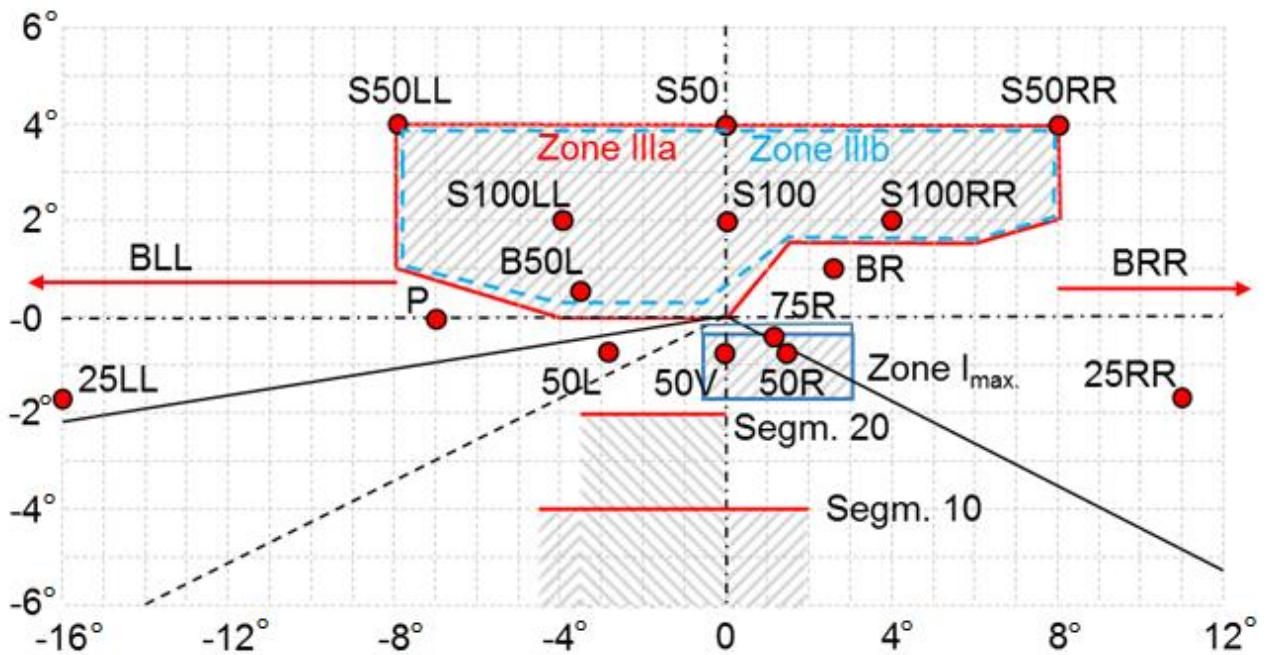 6°
S50LL
S50
S50RR
4°
Zone IIIa
Zone IIIb
S100LL
S100
S100RR
2°
BLL
B50L
BR
BRR
P
75R
-0
25LL
50L
50V
50R
Zone Imax.
25RR
-2°
Segm. 20
-4°
Segm. 10
-6°
-16°
-12°
-8°
-4°
0
4°
8°
12°